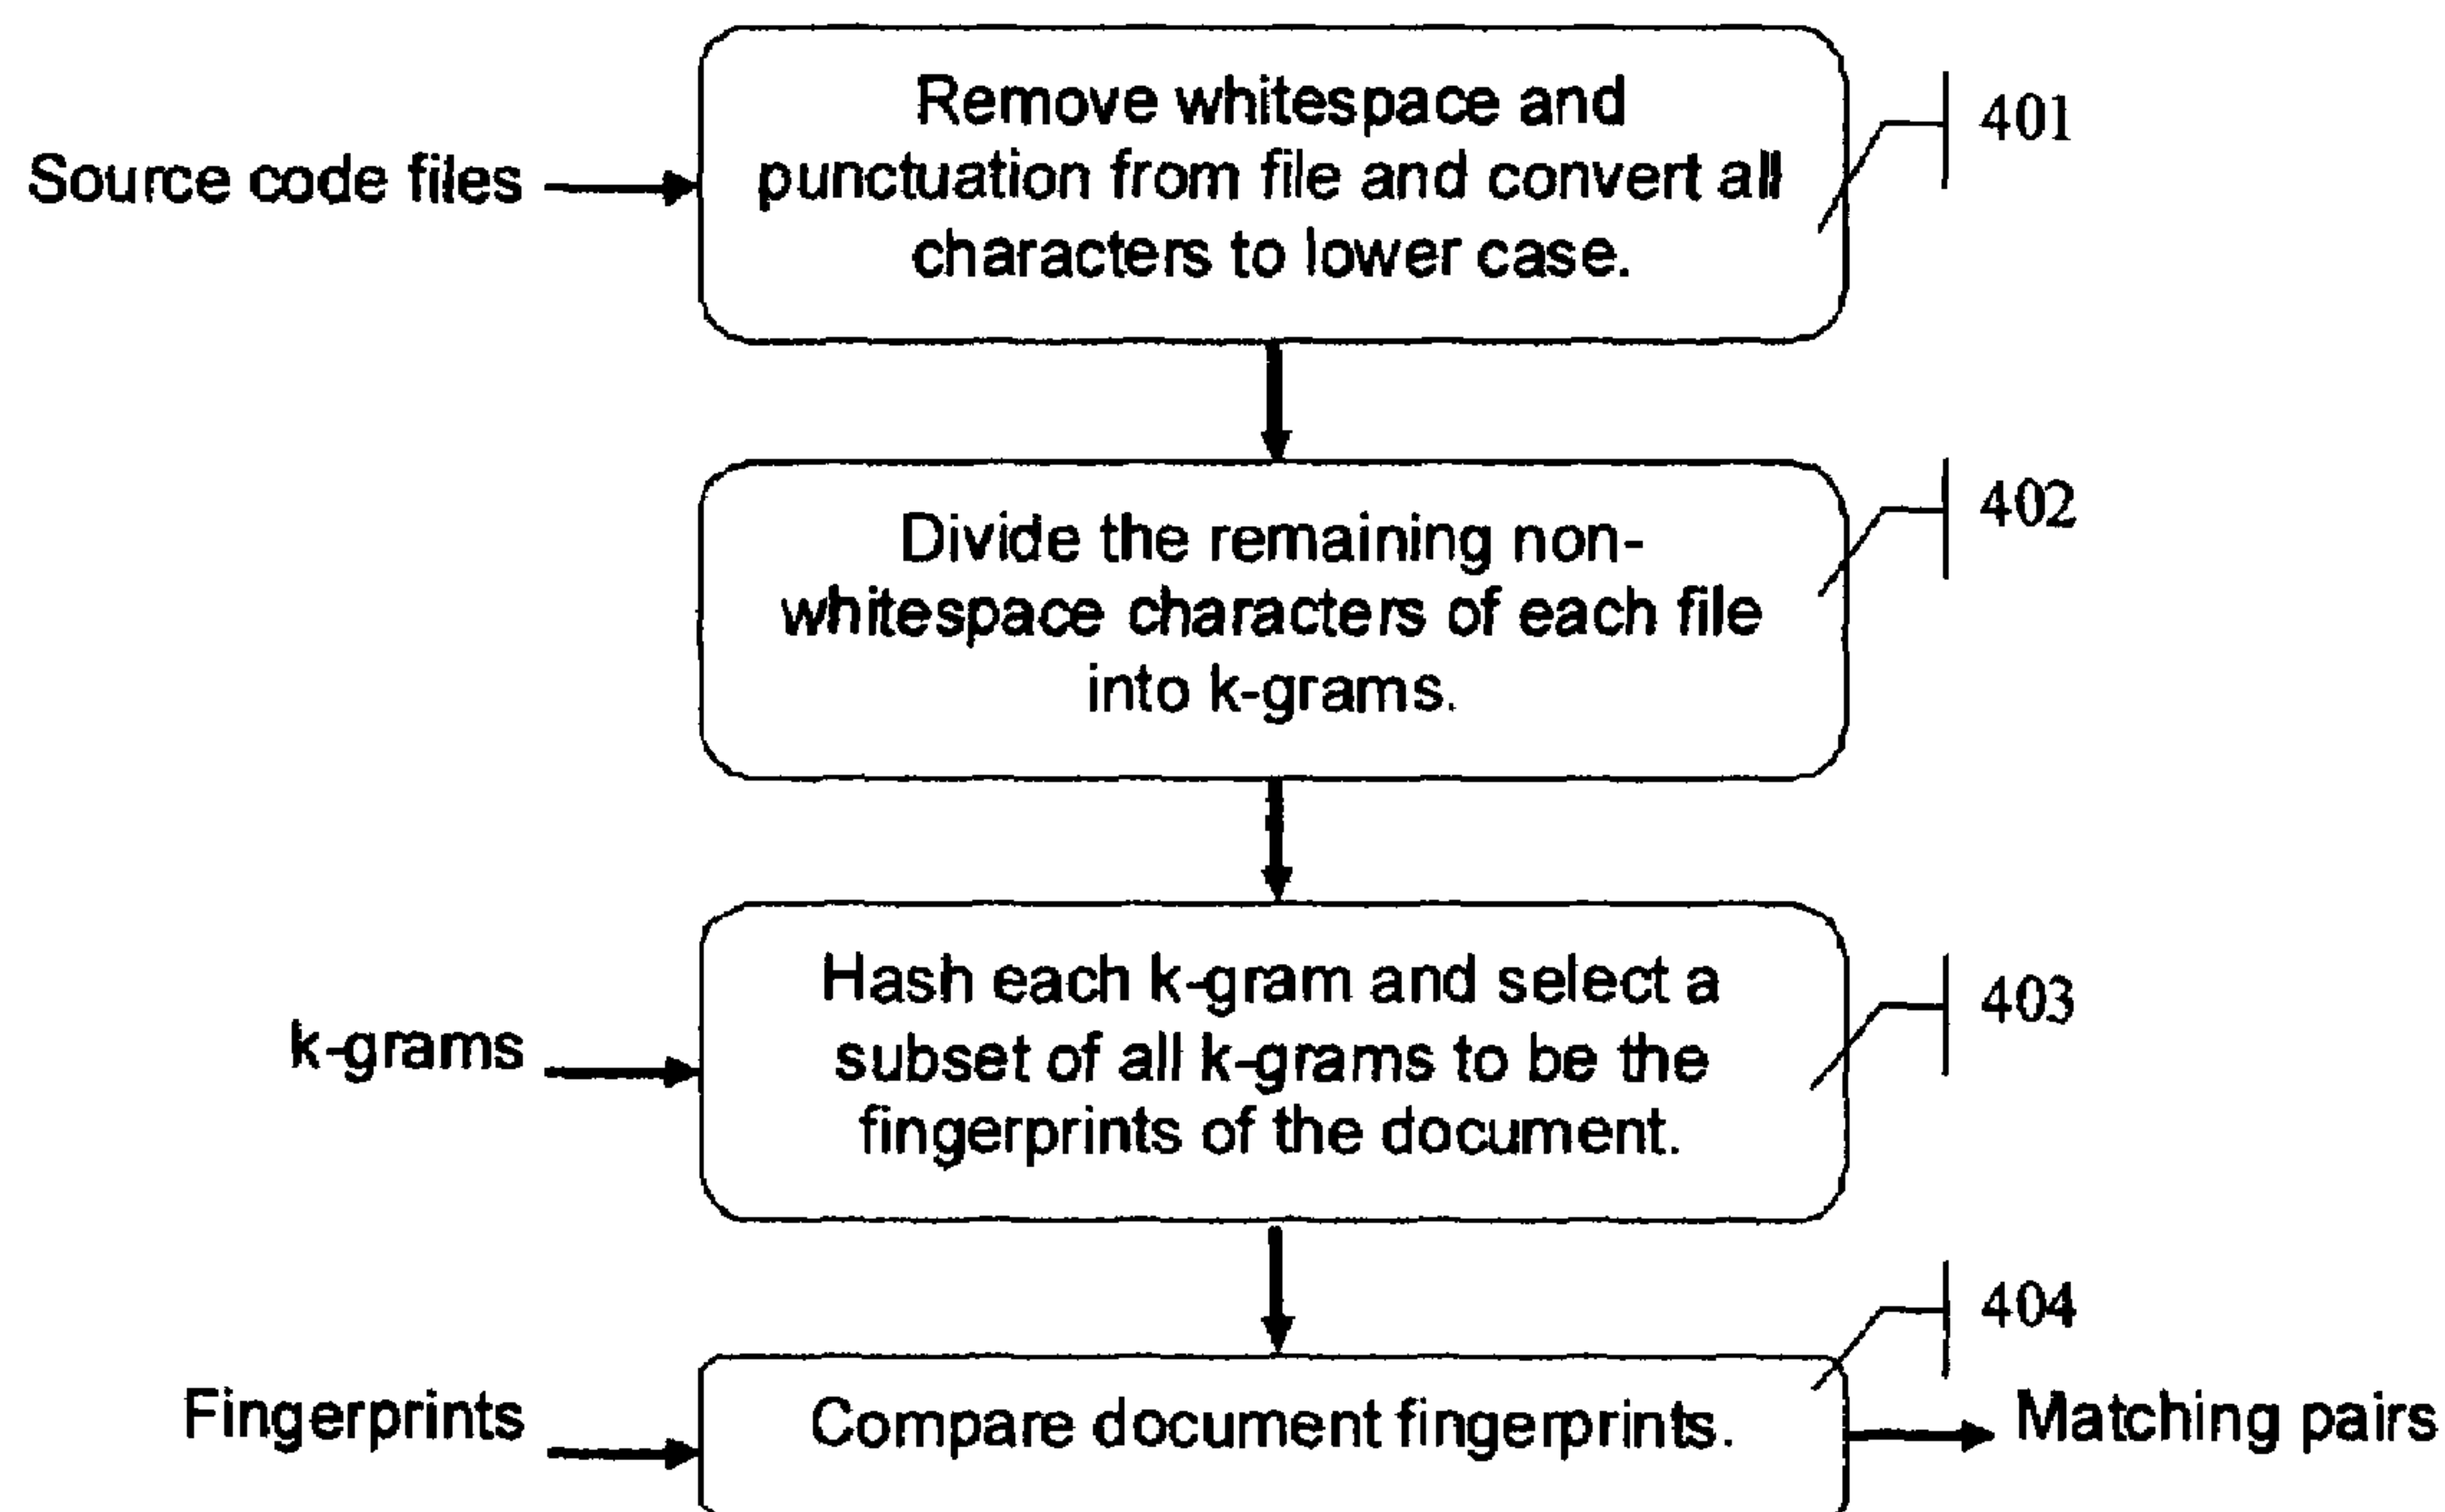 Remove whitespace and
punctuation from file and convert all
characters to lower case.
Source code files
401
Divide the remaining non-
whitespace characters of each file
into k-grams.
402
Hash each k-gram and select a
subset of all k-grams to be the
fingerprints of the document.
k-grams
403
404
Fingerprints
Compare document fingerprints.
Matching pairs